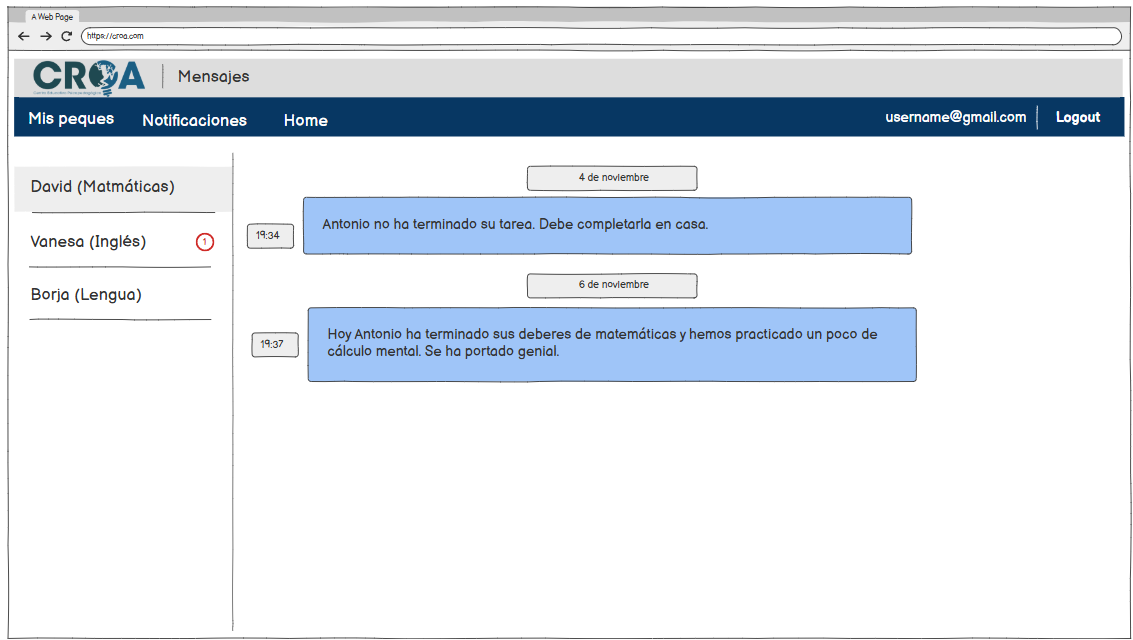 A Web Page
https://croa.com
CROA
Mensajes
Mis peques
Notificaciones
Home
username@gmail.com
Logout
David (Matmáticas)
Vanesa (Inglés)
1
Borja (Lengua)
4 de noviembre
19:34
Antonio no ha terminado su tarea. Debe completarla en casa.
6 de noviembre
19:37
Hoy Antonio ha terminado sus deberes de matemáticas y hemos practicado un poco de
cálculo mental. Se ha portado genial.